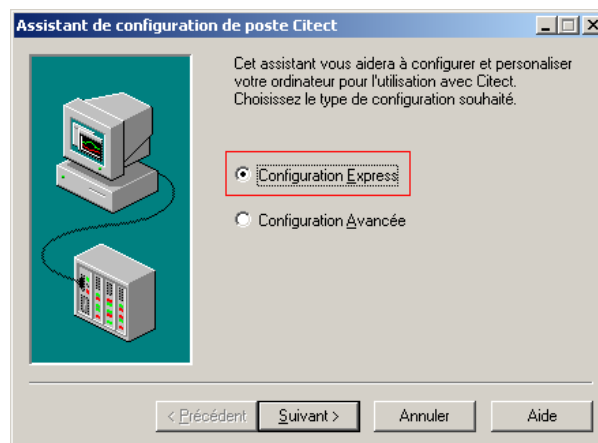 Assistant de configuration de poste Citect
Cet assistant vous aidera à configurer et personaliser
votre ordinateur pour l'utilisation avec Citect.
Choisissez le type de configuration souhaité.
Configuration Express
Configuration Avancée
< Précédent
Suivant >
Annuler
Aide